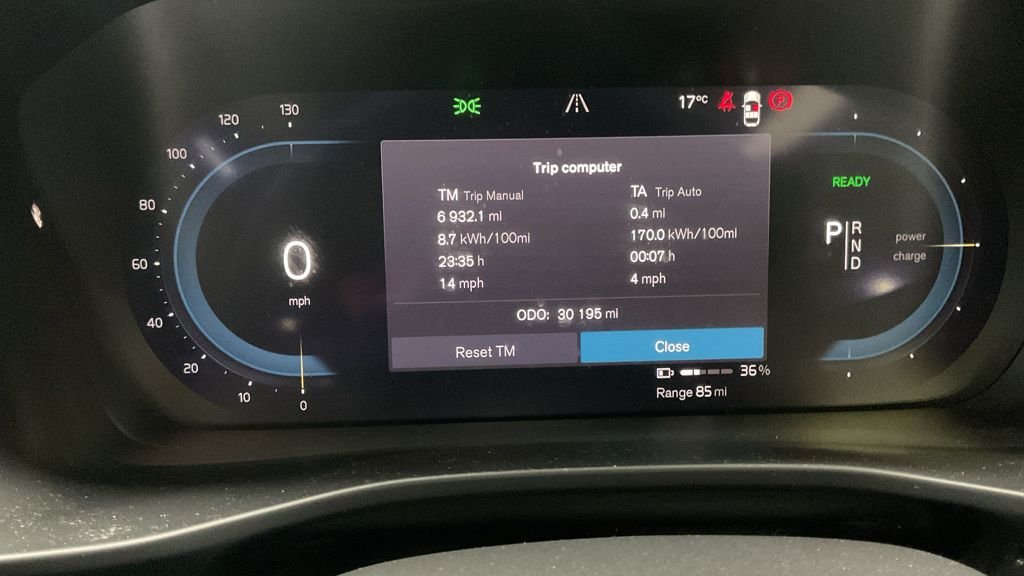 130
120
100
80
60
40
20
10
0
0
mph
17°C
P
Trip computer
TM Trip Manual
6 932.1 mi
8.7 kWh/100mi
23:35 h
14 mph
TA Trip Auto
0.4 mi
170.0 kWh/100mi
00:07 h
4 mph
ODO: 30 195 mi
Reset TM
Close
36 %
Range 85 mi
READY
P
R
N
D
power
charge